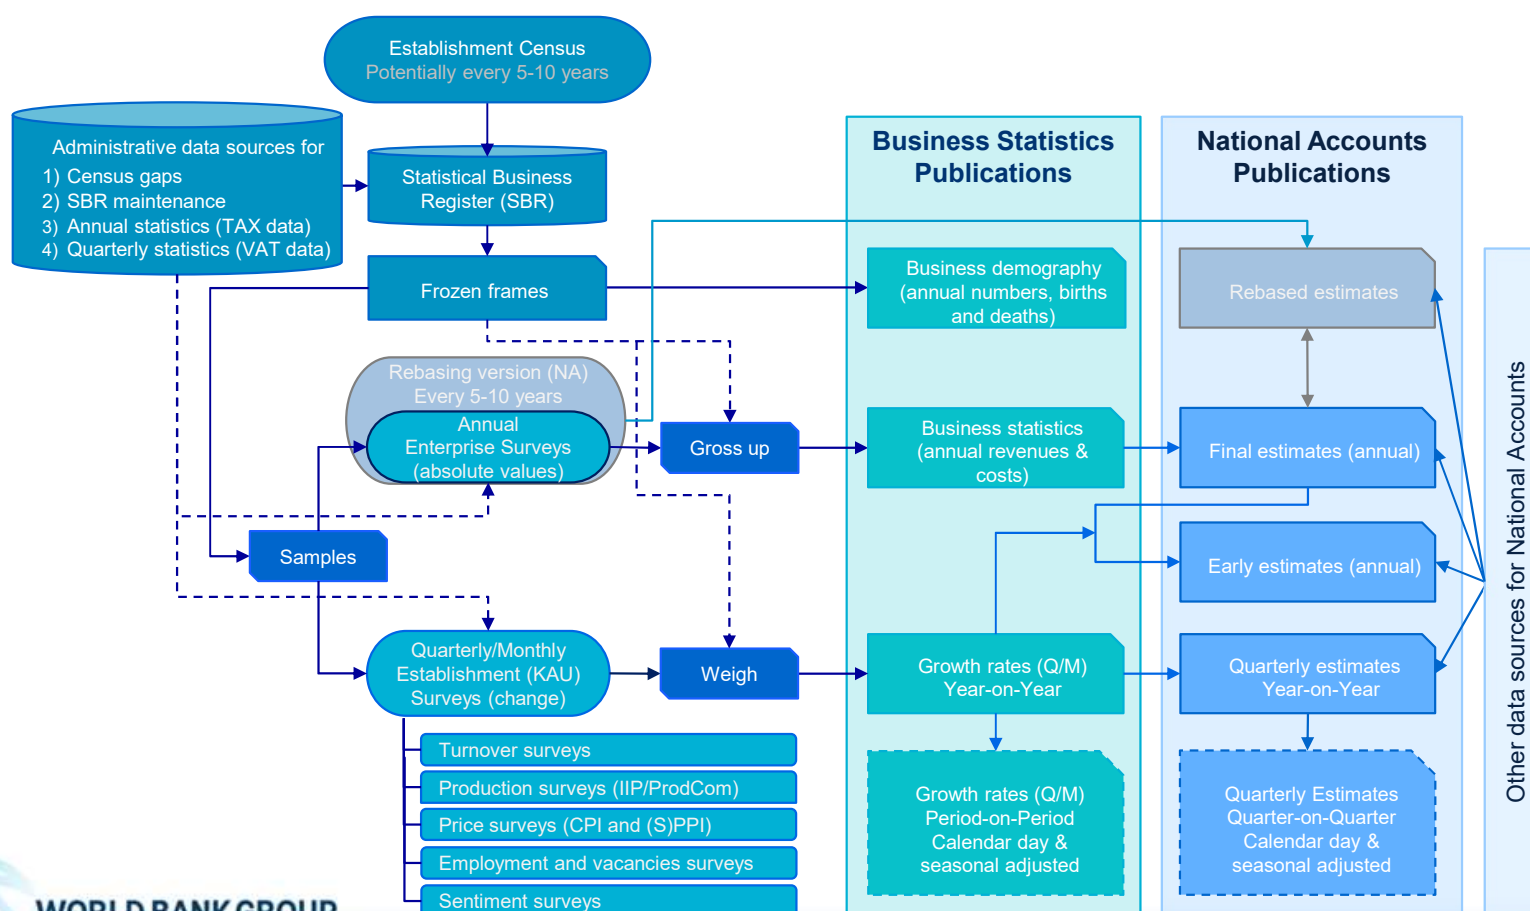 Establishment Census
Potentially every 5-10 years
Administrative data sources for
1) Census gaps
2) SBR maintenance
3) Annual statistics (TAX data)
4) Quarterly statistics (VAT data)
Statistical Business
Register (SBR)
Frozen frames
Rebasing version (NA)
Every 5-10 years
Annual
Enterprise Surveys
(absolute values)
Gross up
Samples
Quarterly/Monthly
Establishment (KAU)
Surveys (change)
Weigh
Turnover surveys
Production surveys (IIP/ProdCom)
Price surveys (CPI and (S)PPI)
Employment and vacancies surveys
Sentiment surveys
Business Statistics
Publications
Business demography
(annual numbers, births
and deaths)
Business statistics
(annual revenues &
costs)
Growth rates (Q/M)
Year-on-Year
Growth rates (Q/M)
Period-on-Period
Calendar day &
seasonal adjusted
National Accounts
Publications
Rebased estimates
Final estimates (annual)
Early estimates (annual)
Quarterly estimates
Year-on-Year
Quarterly Estimates
Quarter-on-Quarter
Calendar day &
seasonal adjusted
Other data sources for National Accounts
WORLD BANK GROUP